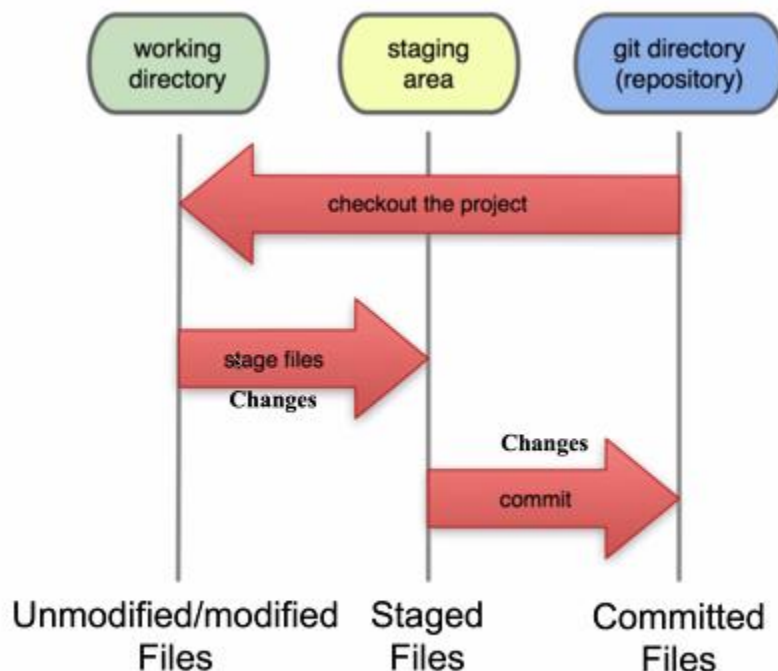 working
directory
staging
area
git directory
(repository)
checkout the project
stage files
Changes
Changes
commit
Unmodified/modified
Files
Staged
Files
Committed
Files